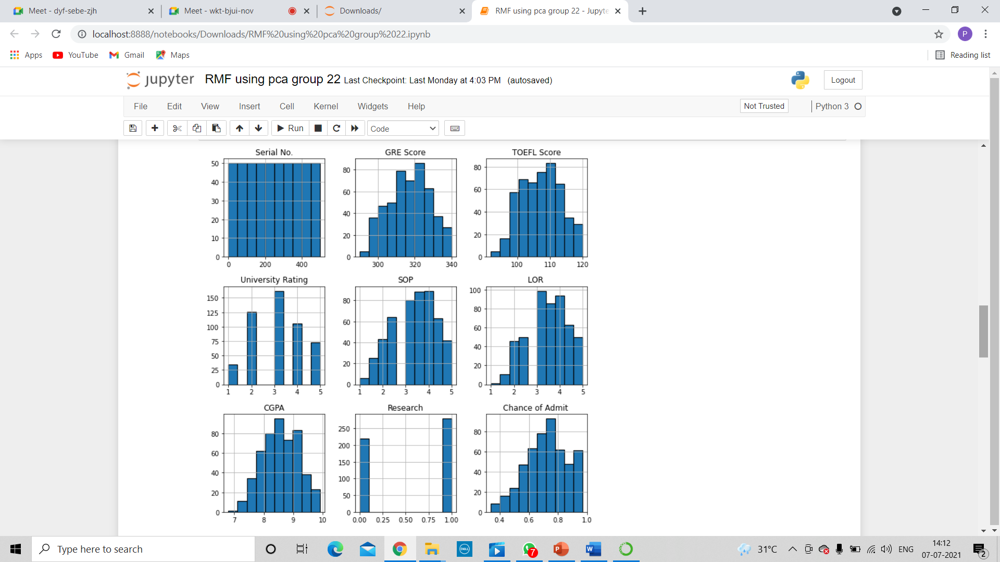 Meet - dyf-sebe-zjh
Meet - wkt-bjui-nov
Downloads/
RMF using pca group 22 - Jupyte
localhost:8888/notebooks/Downloads/RMF%20using%20pca%20group%2022.ipynb
P
Apps
YouTube
Gmail
Maps
Reading list
jupyter
RMF using pca group 22 Last Checkpoint: Last Monday at 4:03 PM (autosaved)
Logout
File Edit View Insert Cell Kernel Widgets Help
Not Trusted
Python 3
Run
Code
Serial No.
50
40
30
20
10
0
0 200 400
GRE Score
80
60
40
20
0
300 320 340
TOEFL Score
80
60
40
20
0
100 110 120
University Rating
150
125
100
75
50
25
0
1 2 3 4 5
SOP
80
60
40
20
0
1 2 3 4 5
LOR
100
80
60
40
20
0
1 2 3 4 5
CGPA
80
60
40
20
0
7 8 9 10
Research
250
200
150
100
50
0
0.00 0.25 0.50 0.75 1.00
Chance of Admit
80
60
40
20
0
0.4 0.6 0.8 1.0
Type here to search
DELL
7
P
W
31°C
ENG
14:12
07-07-2021
2